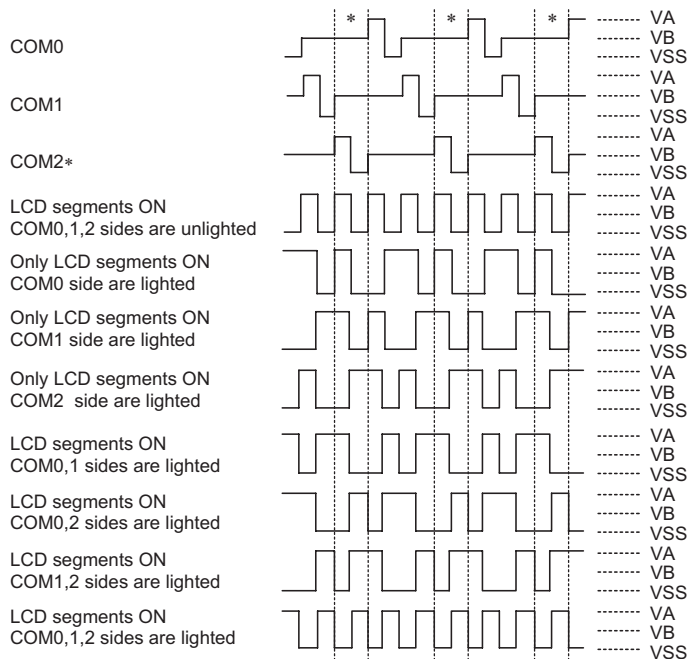 * * * VA
COM0 VB
VSS
VA
COM1 VB
VSS
VA
COM2* VB
VSS
LCD segments ON VA
COM0,1,2 sides are unlighted VB
VSS
Only LCD segments ON VA
COM0 side are lighted VB
VSS
Only LCD segments ON VA
COM1 side are lighted VB
VSS
Only LCD segments ON VA
COM2 side are lighted VB
VSS
LCD segments ON VA
COM0,1 sides are lighted VB
VSS
LCD segments ON VA
COM0,2 sides are lighted VB
VSS
LCD segments ON VA
COM1,2 sides are lighted VB
VSS
LCD segments ON VA
COM0,1,2 sides are lighted VB
VSS